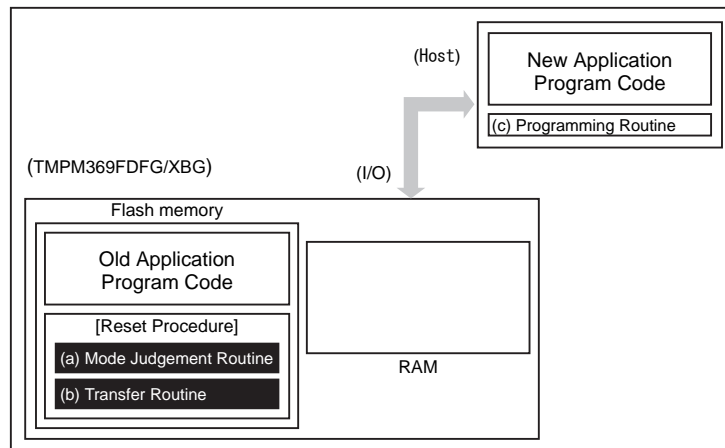 (Host)
New Application
Program Code
(c) Programming Routine
(TMPM369FDFG/XBG)
(I/O)
Flash memory
Old Application
Program Code
[Reset Procedure]
(a) Mode Judgement Routine
(b) Transfer Routine
RAM